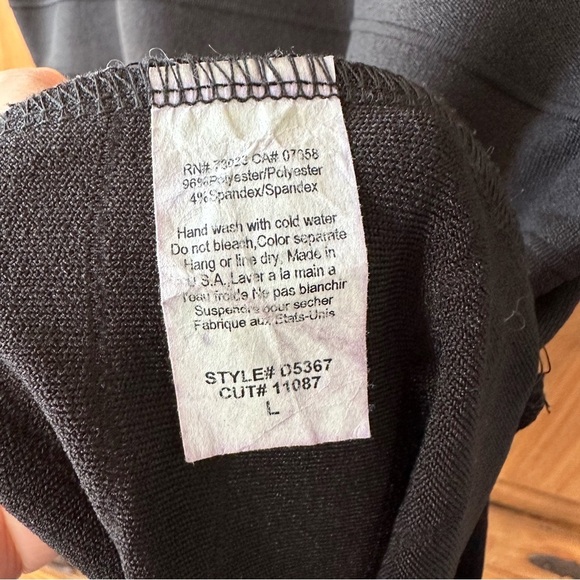 RN# 73023 CA# 07658
96%Polyester/Polyester
4%Spandex/Spandex
Hand wash with cold water
Do not bleach,Color separate
Hang or line dry, Made in
U.S.A.,Laver a la main a
l'eau froide Ne pas blanchir
Suspendre pour secher
Fabrique aux Etats-Unis
STYLE# D5367
CUT# 11087
L